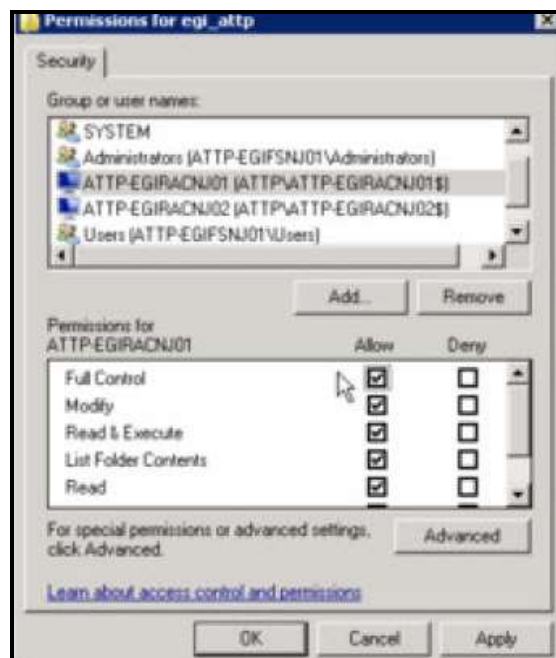 Permissions for egi_attp
Security
Group or user names:
SYSTEM
Administrators (ATTP-EGIFSNJ01\Administrators)
ATTP-EGIRACNJ01 (ATTP\ATTP-EGIRACNJ01$)
ATTP-EGIRACNJ02 (ATTP\ATTP-EGIRACNJ02$)
Users (ATTP-EGIFSNJ01\Users)
Add... Remove
Permissions for
ATTP-EGIRACNJ01 Allow Deny
Full Control
Modify
Read & Execute
List Folder Contents
Read
For special permissions or advanced settings,
click Advanced. Advanced
Learn about access control and permissions
OK Cancel Apply